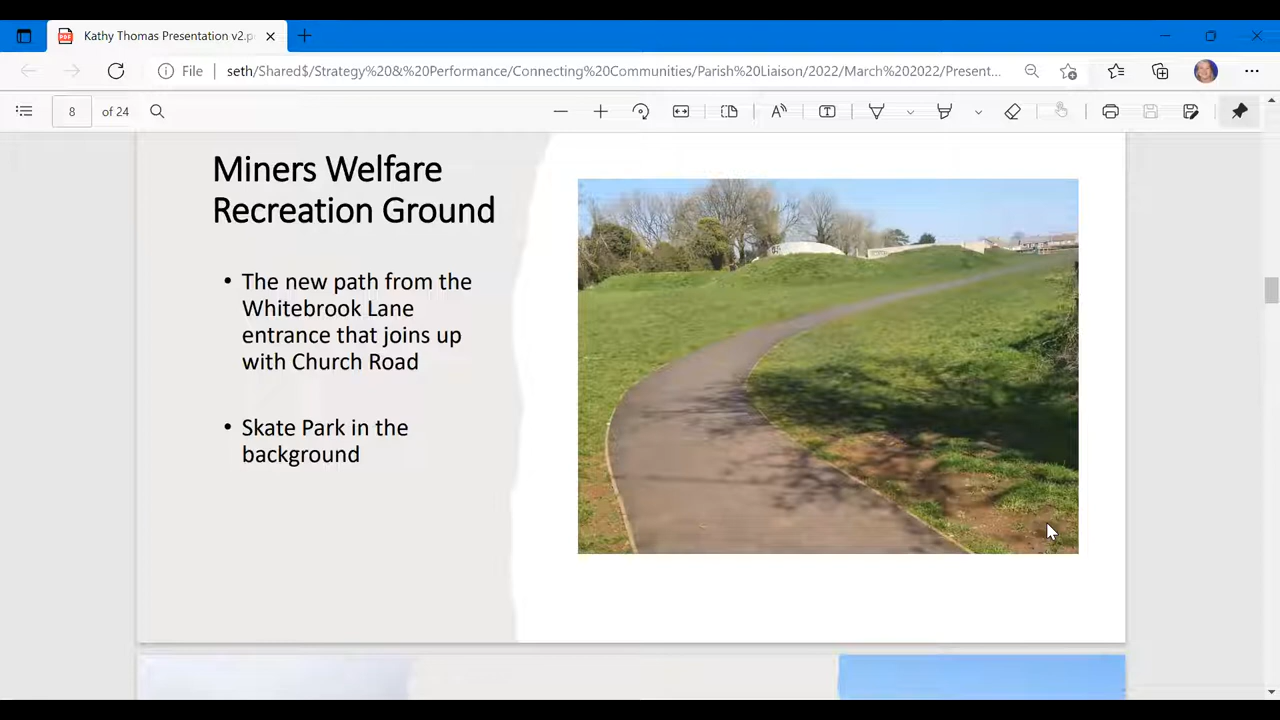 Kathy Thomas Presentation v2.p
File
seth/Shared$/Strategy%20&%20Performance/Connecting%20Communities/Parish%20Liaison/2022/March%202022/Present...
8 of 24
Miners Welfare
Recreation Ground
• The new path from the
Whitebrook Lane
entrance that joins up
with Church Road
• Skate Park in the
background